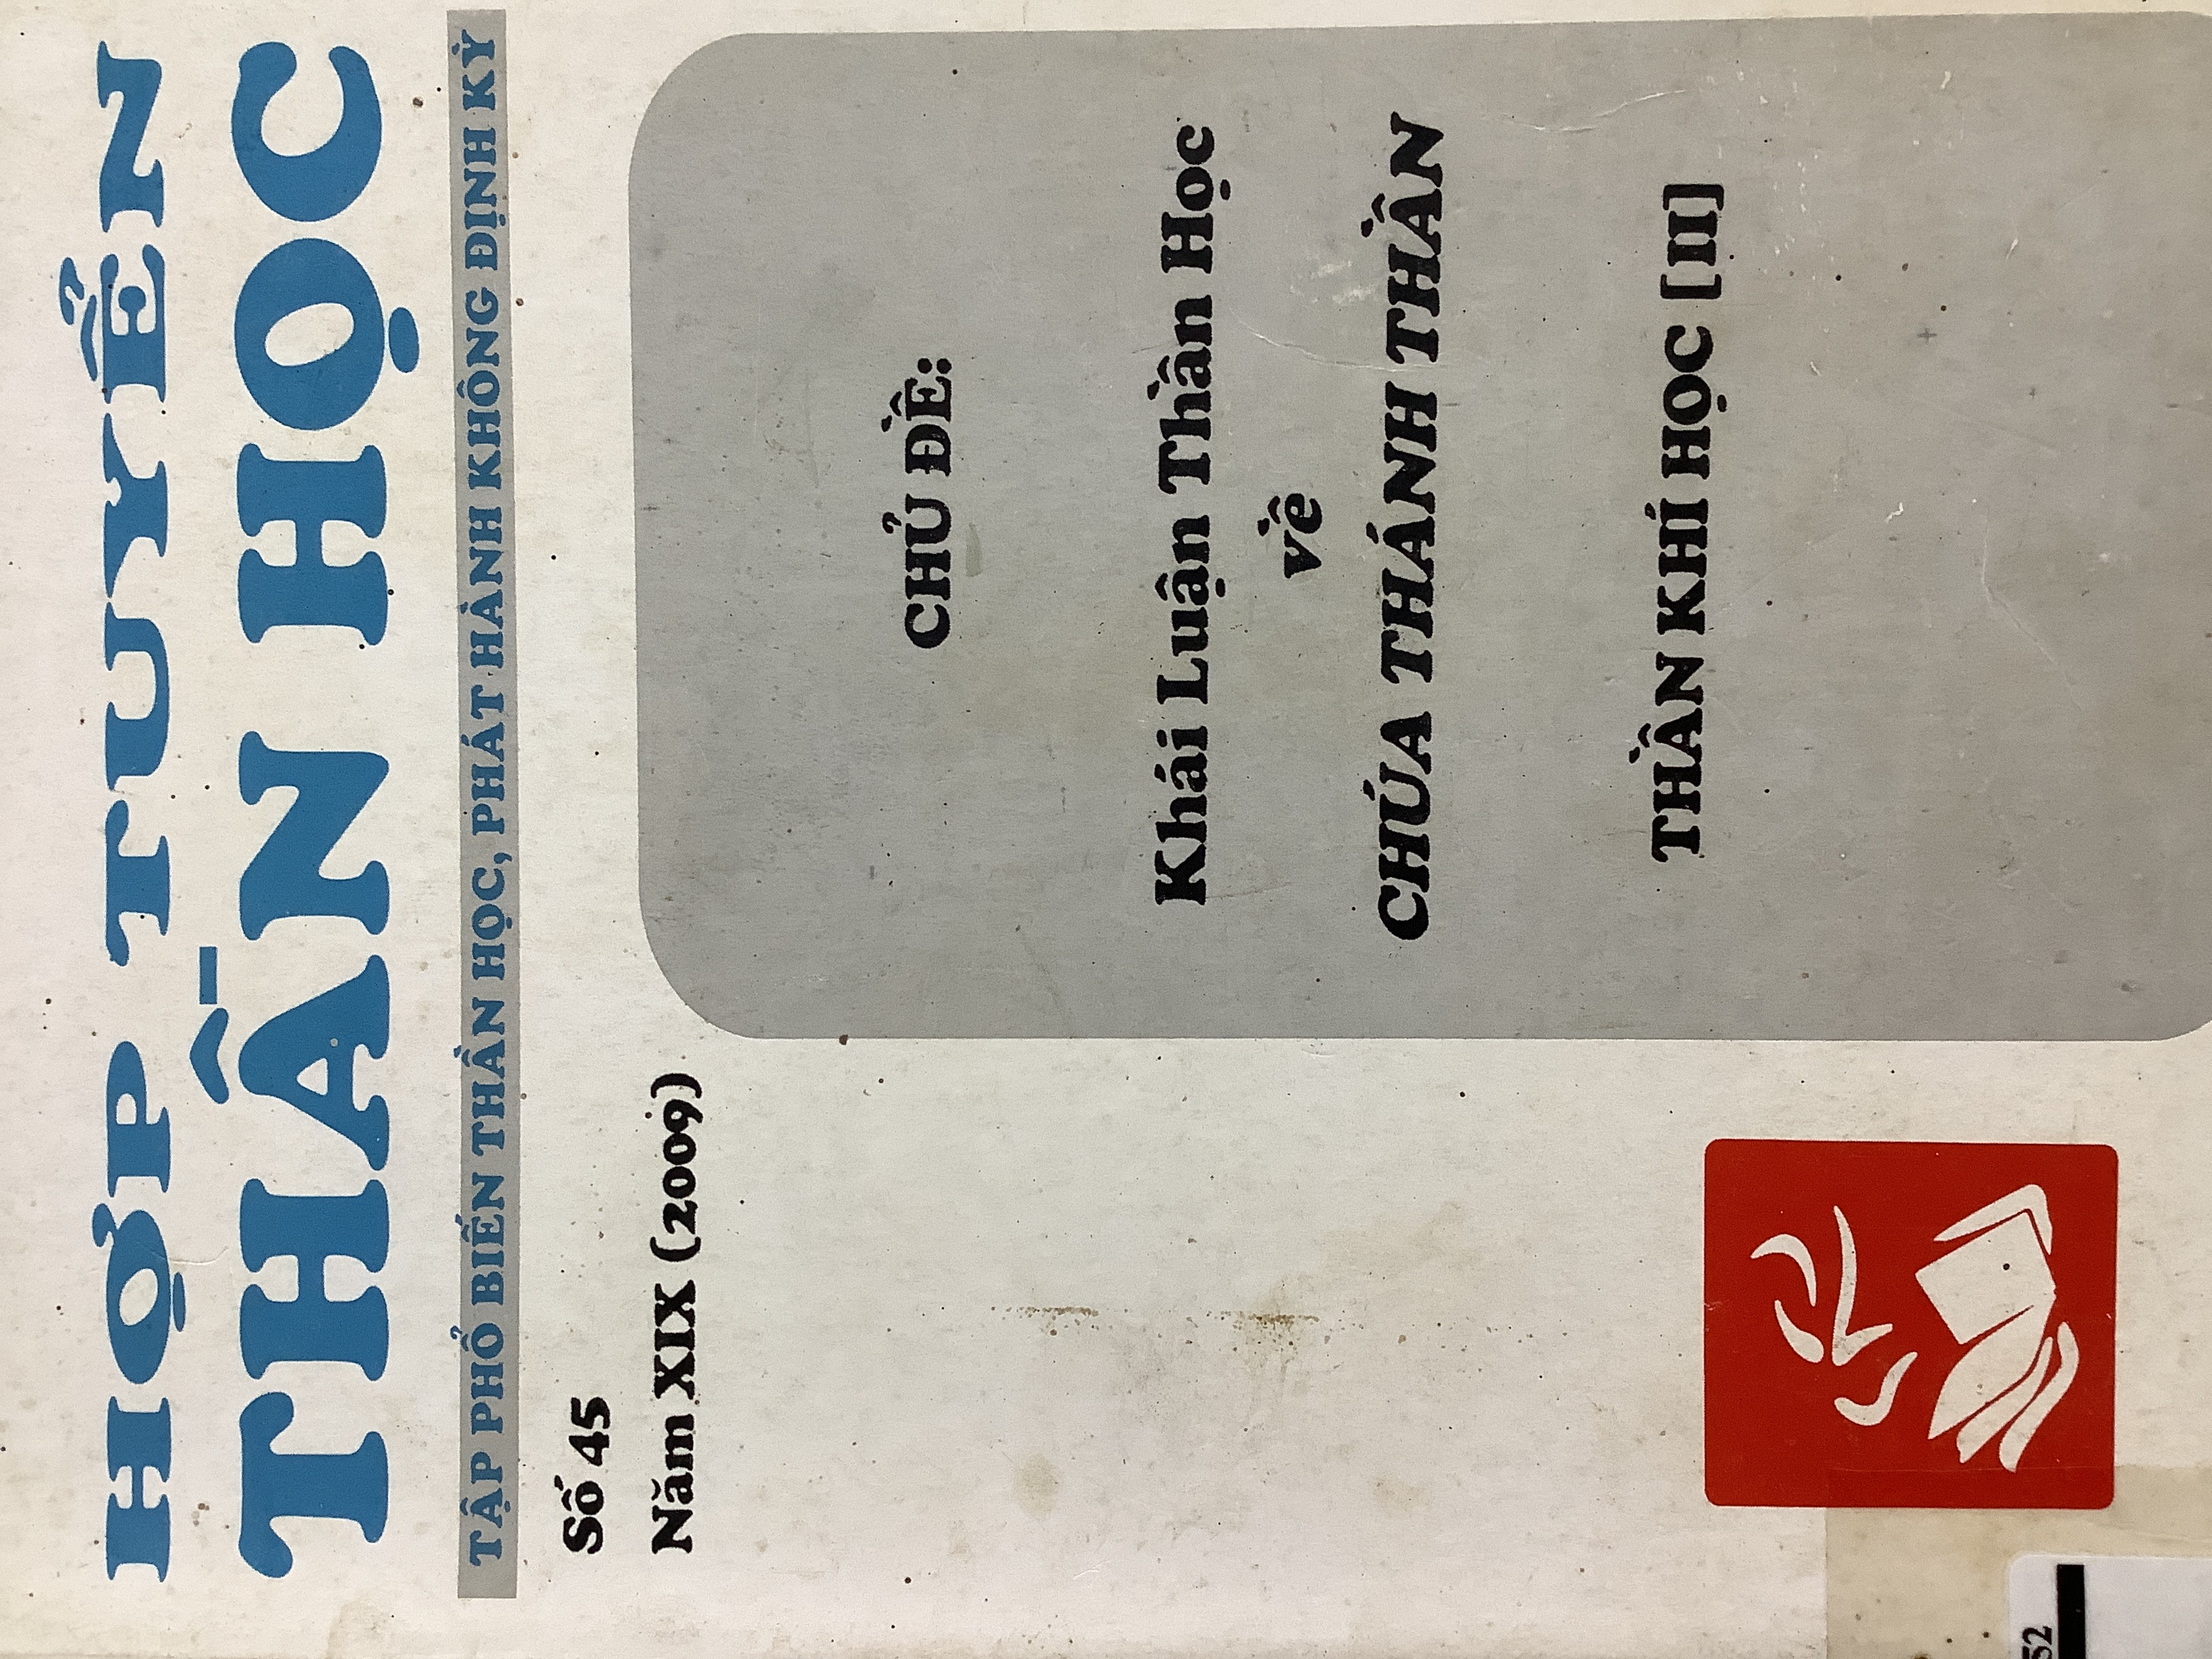 HỢP TUYỂN
THẦN HỌC
TẬP PHỔ BIẾN THẦN HỌC, PHÁT HÀNH KHÔNG ĐỊNH KỲ
Số 45
Năm XIX (2009)
CHỦ ĐỀ:
Khái Luận Thần Học
về
CHÚA THÁNH THẦN
THẦN KHÍ HỌC [II]